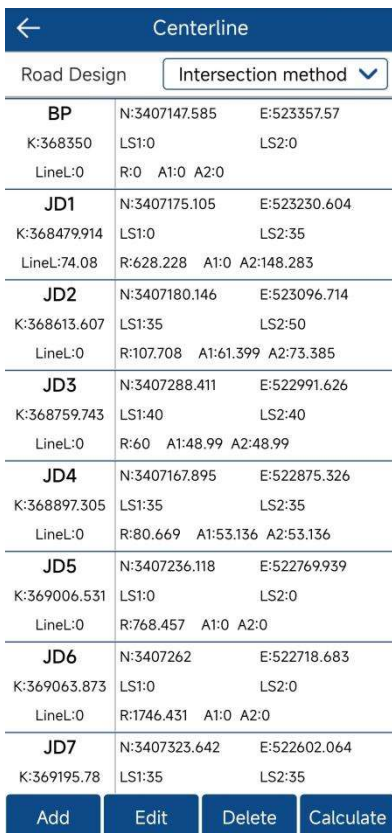 Centerline
Road Design Intersection method
BP N:3407147.585 E:523357.57
K:368350 LS1:0 LS2:0
LineL:0 R:0 A1:0 A2:0
JD1 N:3407175.105 E:523230.604
K:368479.914 LS1:0 LS2:35
LineL:74.08 R:628.228 A1:0 A2:148.283
JD2 N:3407180.146 E:523096.714
K:368613.607 LS1:35 LS2:50
LineL:0 R:107.708 A1:61.399 A2:73.385
JD3 N:3407288.411 E:522991.626
K:368759.743 LS1:40 LS2:40
LineL:0 R:60 A1:48.99 A2:48.99
JD4 N:3407167.895 E:522875.326
K:368897.305 LS1:35 LS2:35
LineL:0 R:80.669 A1:53.136 A2:53.136
JD5 N:3407236.118 E:522769.939
K:369006.531 LS1:0 LS2:0
LineL:0 R:768.457 A1:0 A2:0
JD6 N:3407262 E:522718.683
K:369063.873 LS1:0 LS2:0
LineL:0 R:1746.431 A1:0 A2:0
JD7 N:3407323.642 E:522602.064
K:369195.78 LS1:35 LS2:35
Add Edit Delete Calculate